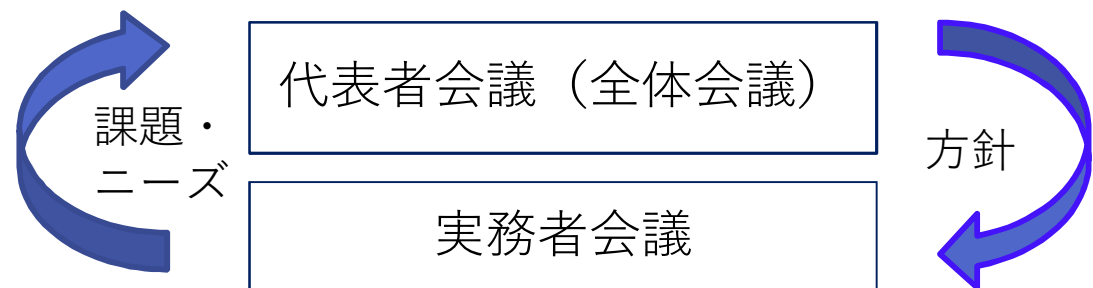 代表者会議（全体会議）
課題・
ニーズ
方針
実務者会議